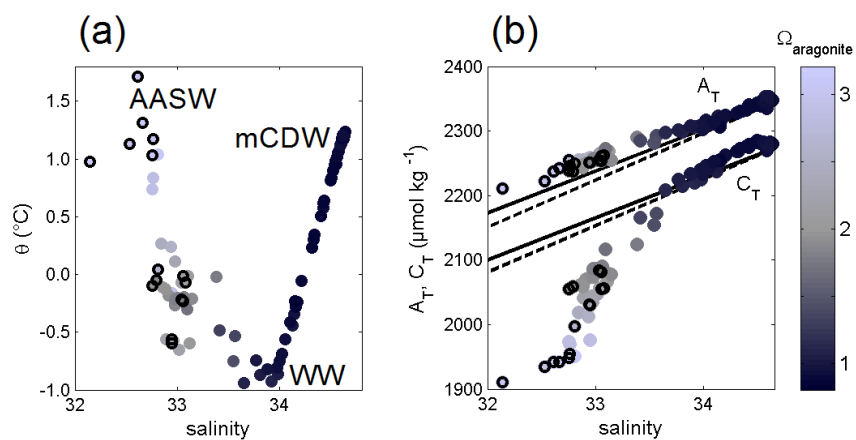 (a)
(b)
Ωaragonite
AASW
mCDW
WW
θ (°C)
1.5
1.0
0.5
0.0
-0.5
-1.0
32
33
34
salinity
A_T
C_T
A_T, C_T (μmol kg⁻¹)
2400
2300
2200
2100
2000
1900
32
33
34
salinity
3
2
1